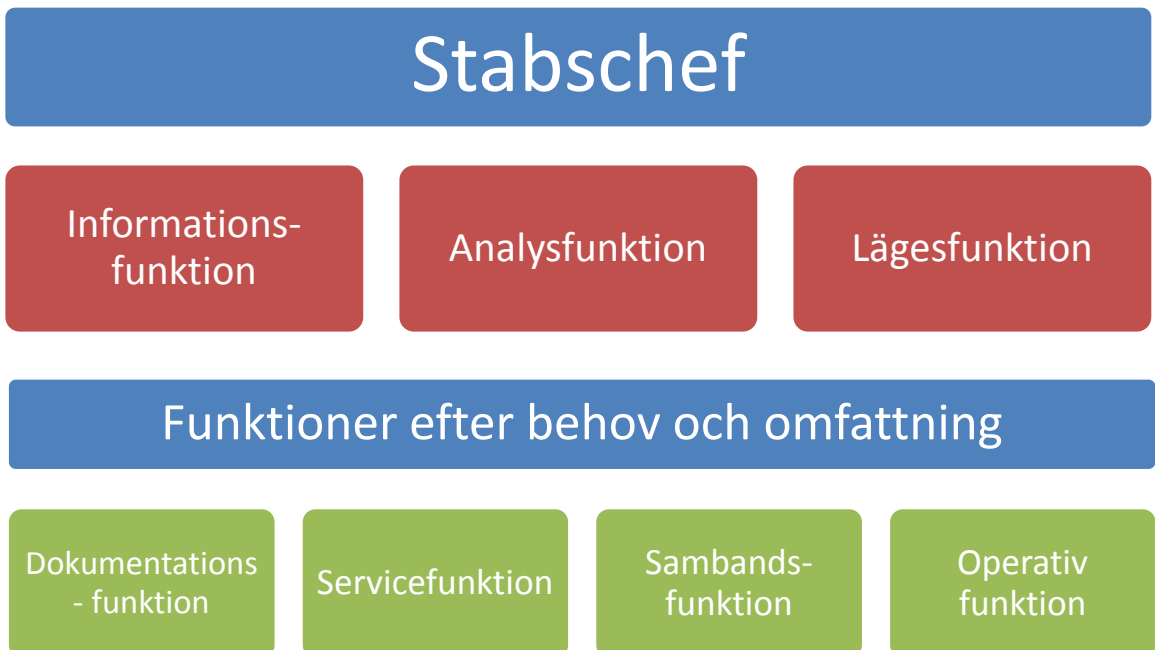 Stabschef
Informations-
funktion
Analysfunktion
Lägesfunktion
Funktioner efter behov och omfattning
Dokumentations
- funktion
Servicefunktion
Sambands-
funktion
Operativ
funktion